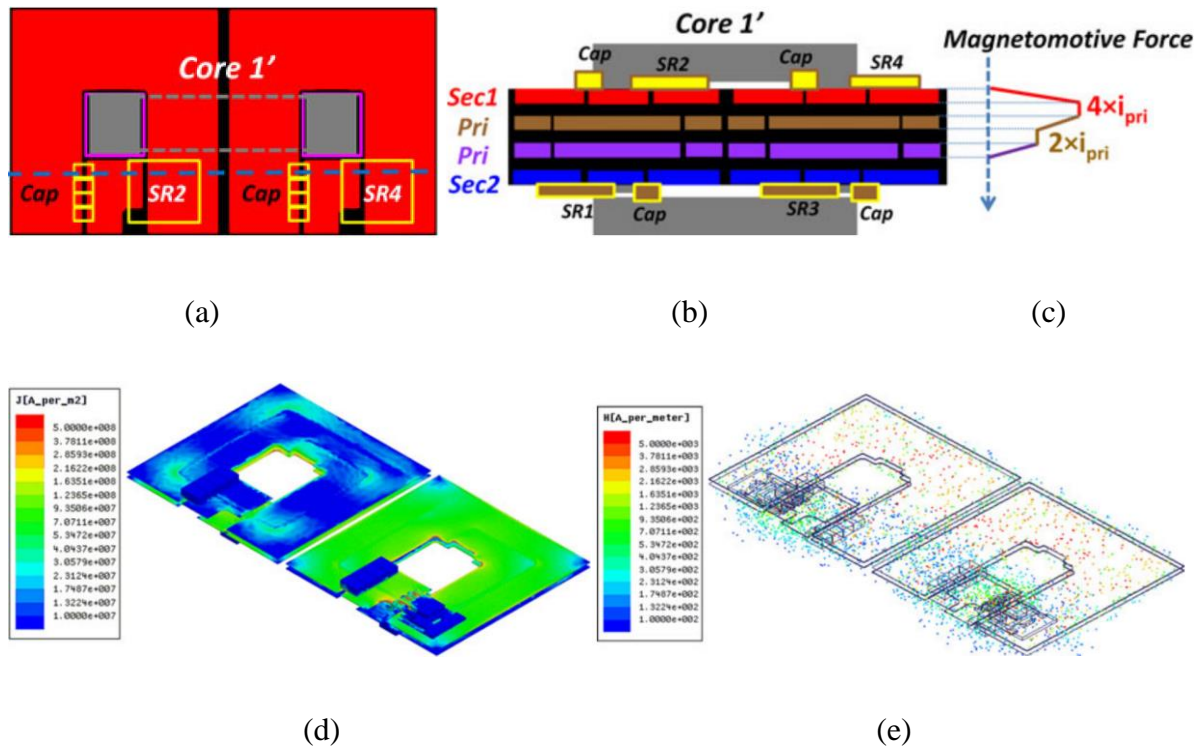 Core 1'
Cap
SR2
Cap
SR4
(a)
Core 1'
Cap
SR2
Cap
SR4
Sec1
Pri
Pri
Sec2
SR1
Cap
SR3
Cap
(b)
Magnetomotive Force
4×i_pri
2×i_pri
(c)
J[A_per_m2]
5.0000e+008
3.7811e+008
2.8593e+008
2.1622e+008
1.6351e+008
1.2365e+008
9.3506e+007
7.0711e+007
5.3472e+007
4.0437e+007
3.0579e+007
2.3124e+007
1.7487e+007
1.3224e+007
1.0000e+007
(d)
H[A_per_meter]
5.0000e+003
3.7811e+003
2.8593e+003
2.1622e+003
1.6351e+003
1.2365e+003
9.3506e+002
7.0711e+002
5.3472e+002
4.0437e+002
3.0579e+002
2.3124e+002
1.7487e+002
1.3224e+002
1.0000e+002
(e)